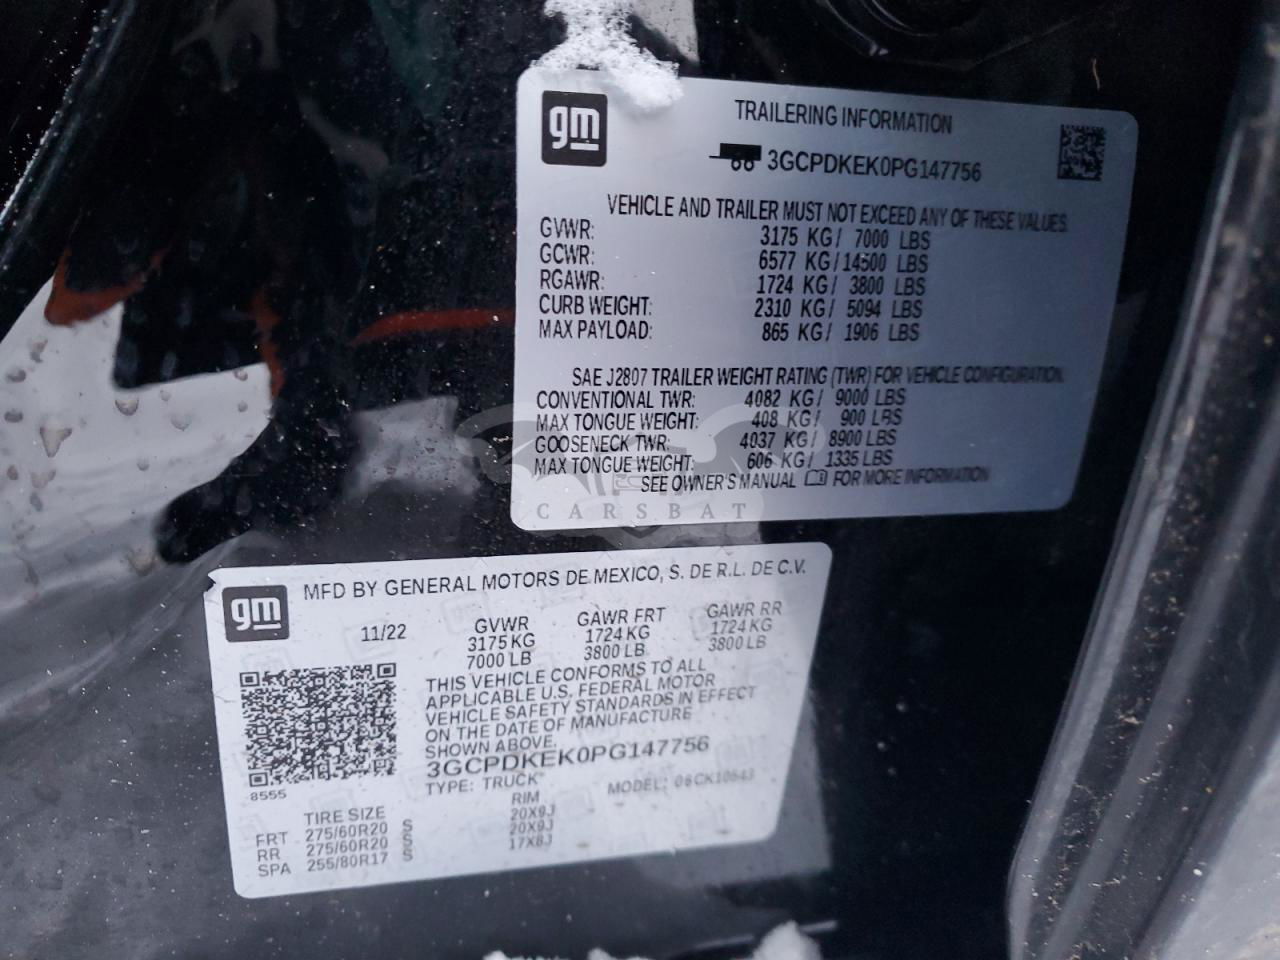 gm
TRAILERING INFORMATION
3GCPDKEK0PG147756
VEHICLE AND TRAILER MUST NOT EXCEED ANY OF THESE VALUES.
GVWR: 3175 KG/ 7000 LBS
GCWR: 6577 KG/14500 LBS
RGAWR: 1724 KG/ 3800 LBS
CURB WEIGHT: 2310 KG/ 5094 LBS
MAX PAYLOAD: 865 KG/ 1906 LBS
SAE J2807 TRAILER WEIGHT RATING (TWR) FOR VEHICLE CONFIGURATION.
CONVENTIONAL TWR: 4082 KG/ 9000 LBS
MAX TONGUE WEIGHT: 408 KG/ 900 LBS
GOOSENECK TWR: 4037 KG/ 8900 LBS
MAX TONGUE WEIGHT: 606 KG/ 1335 LBS
SEE OWNER'S MANUAL FOR MORE INFORMATION
CARSBAT
gm
MFD BY GENERAL MOTORS DE MEXICO, S. DE R.L. DE C.V.
11/22 GVWR GAWR FRT GAWR RR
3175 KG 1724 KG 1724 KG
7000 LB 3800 LB 3800 LB
THIS VEHICLE CONFORMS TO ALL
APPLICABLE U.S. FEDERAL MOTOR
VEHICLE SAFETY STANDARDS IN EFFECT
ON THE DATE OF MANUFACTURE
SHOWN ABOVE.
3GCPDKEK0PG147756
8555
TYPE: TRUCK MODEL: 06CK10543
TIRE SIZE RIM
FRT 275/60R20 S 20X9J
RR 275/60R20 S 20X9J
SPA 255/80R17 S 17X8J